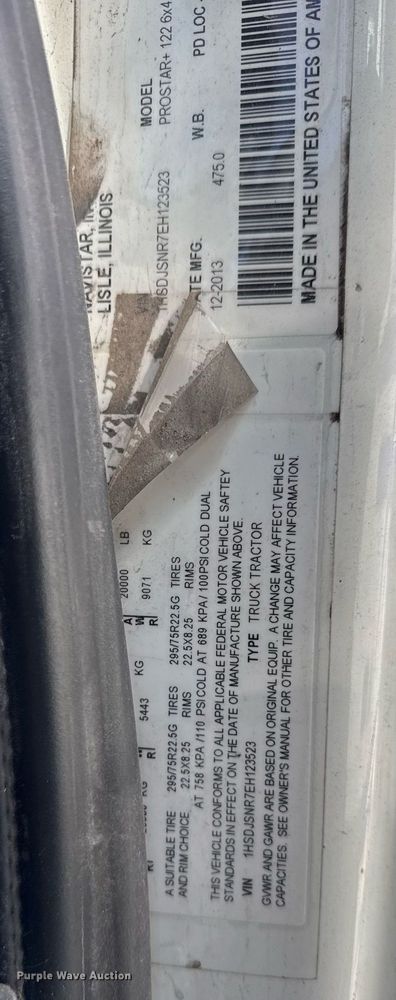 NAVISTAR, IN
LISLE, ILLINOIS
VIN
1HSDJSNR7EH123523
MODEL
PROSTAR+ 122 6x4
DATE MFG.
12-2013
475.0
W.B.
PD LOC
MADE IN THE UNITED STATES OF AM
20000 LB
9071 KG
KG
5443 KG
A SUITABLE TIRE 295/75R22.5G TIRES 295/75R22.5G TIRES
AND RIM CHOICE 22.5X8.25 RIMS 22.5X8.25 RIMS
AT 758 KPA /110 PSI COLD AT 689 KPA/ 100PSI COLD DUAL
THIS VEHICLE CONFORMS TO ALL APPLICABLE FEDERAL MOTOR VEHICLE SAFTEY
STANDARDS IN EFFECT ON THE DATE OF MANUFACTURE SHOWN ABOVE.
VIN 1HSDJSNR7EH123523 TYPE TRUCK TRACTOR
GVWR AND GAWR ARE BASED ON ORIGINAL EQUIP. A CHANGE MAY AFFECT VEHICLE
CAPACITIES. SEE OWNER'S MANUAL FOR OTHER TIRE AND CAPACITY INFORMATION.
Purple Wave Auction